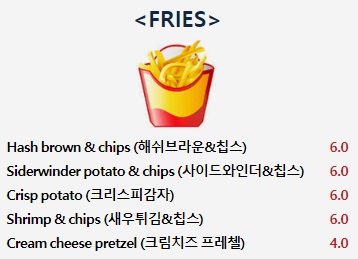 <FRIES>
Hash brown & chips (해쉬브라운&칩스) 6.0
Siderwinder potato & chips (사이드와인더&칩스) 6.0
Crisp potato (크리스피감자) 6.0
Shrimp & chips (새우튀김&칩스) 6.0
Cream cheese pretzel (크림치즈 프레첼) 4.0